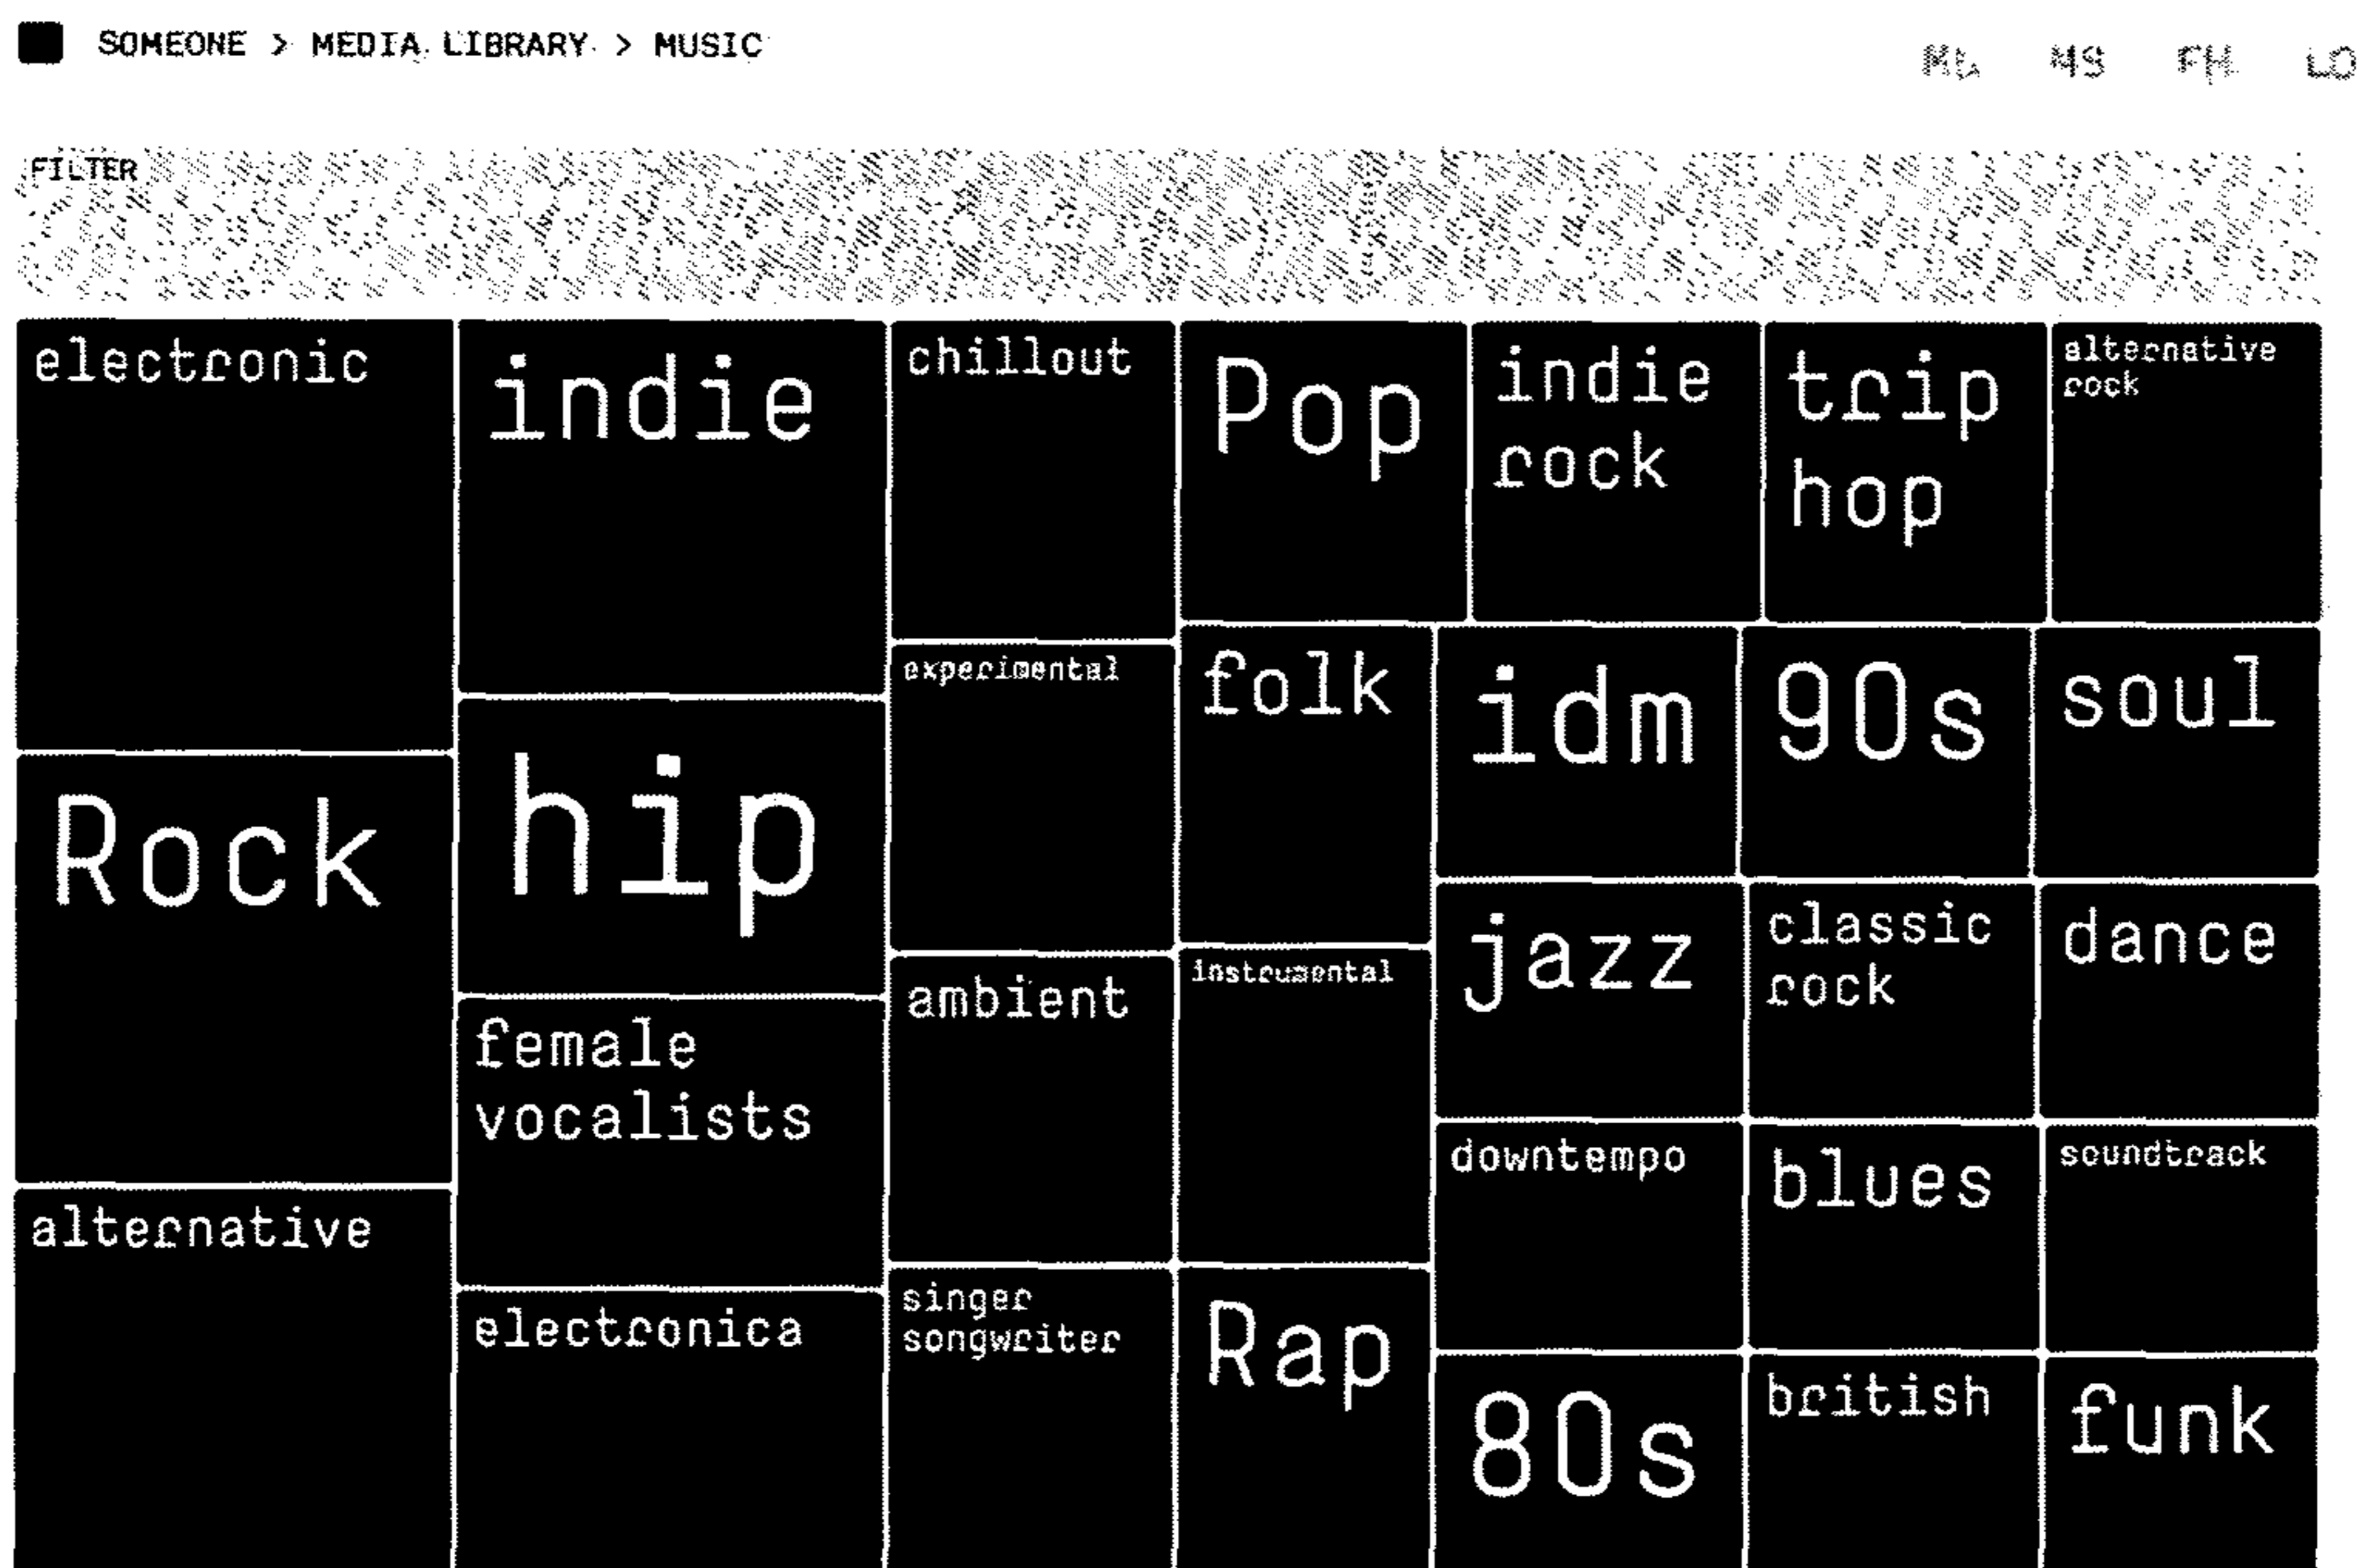 SOMEONE > MEDIA LIBRARY > MUSIC
FILTER
electronic
indie
chillout
Pop
indie
rock
trip
hop
alternative
rock
experimental
folk
idm
90s
soul
Rock
hip
jazz
classic
rock
dance
ambient
instrumental
female
vocalists
downtempo
blues
soundtrack
alternative
electronica
singer
songwriter
Rap
80s
british
funk